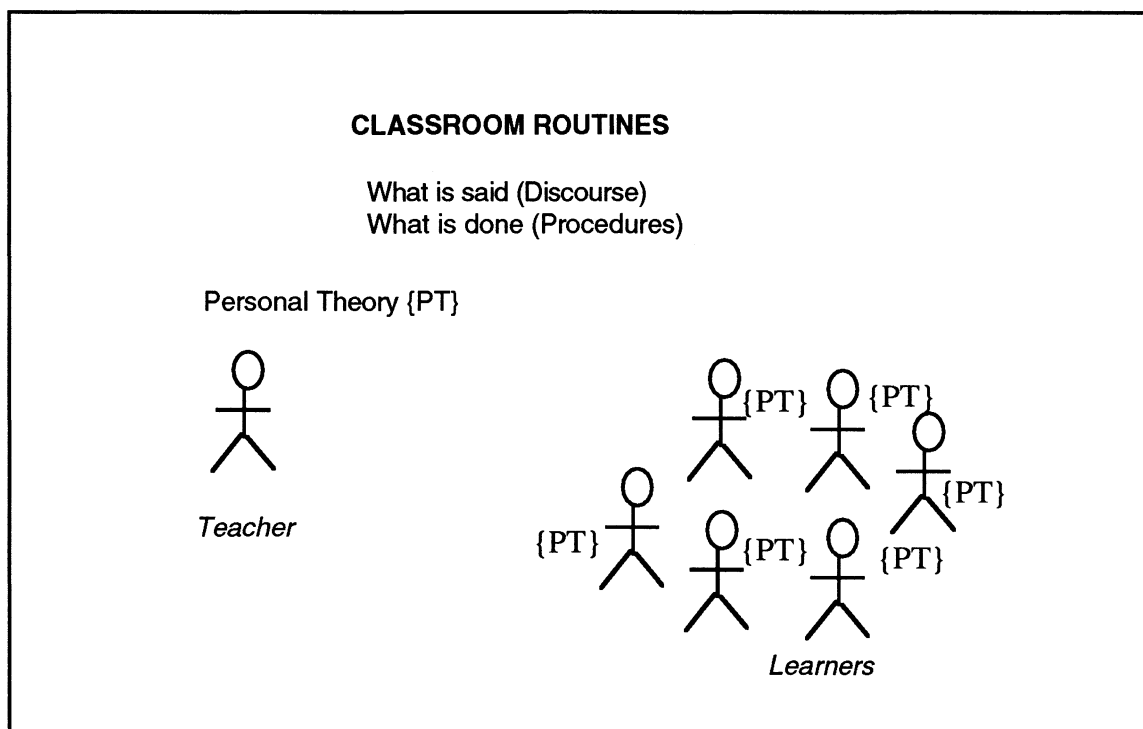 CLASSROOM ROUTINES
What is said (Discourse)
What is done (Procedures)
Personal Theory {PT}
{PT}
{PT}
{PT}
{PT}
{PT}
{PT}
Teacher
Learners